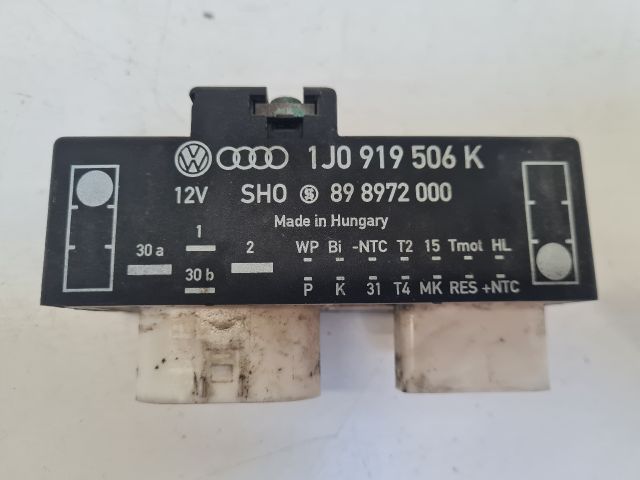 1J0 919 506 K
12V SHO 89 8972 000
Made in Hungary
30 a 1 2 WP Bi -NTC T2 15 Tmot HL
30 b P K 31 T4 MK RES +NTC